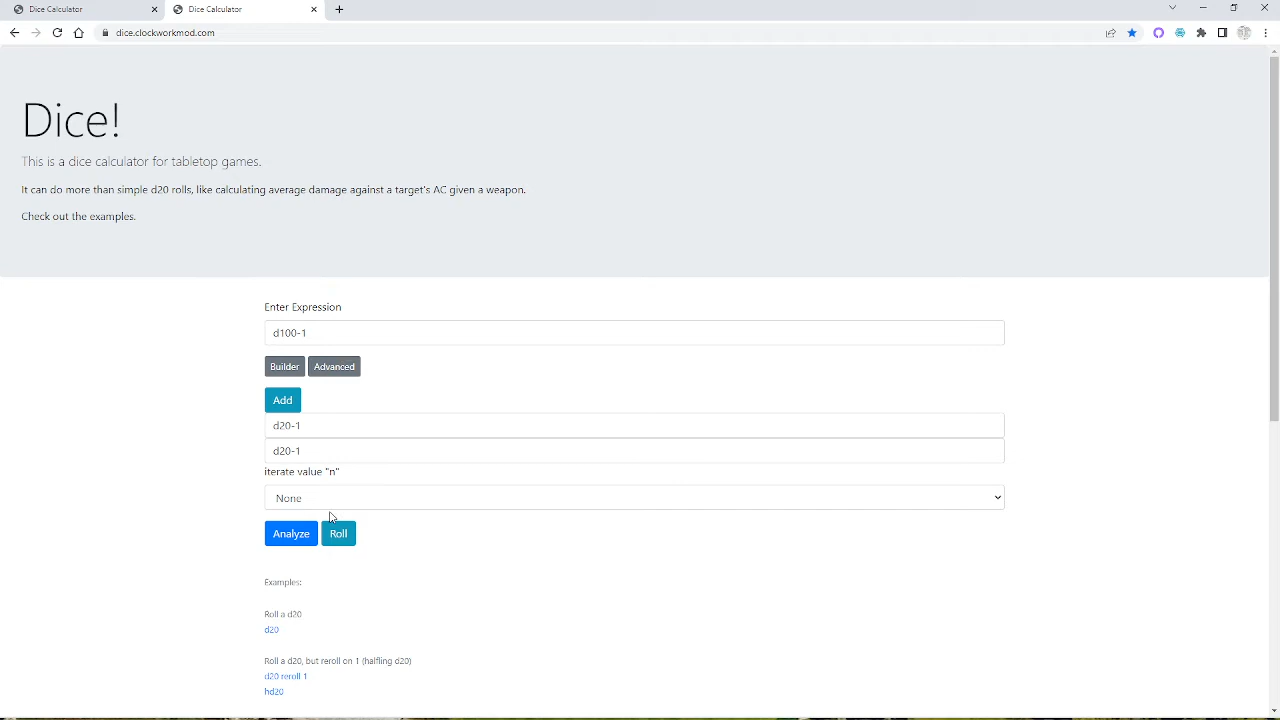 Dice Calculator
Dice Calculator
dice.clockworkmod.com
Dice!
This is a dice calculator for tabletop games.
It can do more than simple d20 rolls, like calculating average damage against a target's AC given a weapon.
Check out the examples.
Enter Expression
d100-1
Builder Advanced
Add
d20-1
d20-1
iterate value "n"
None
Analyze Roll
Examples:
Roll a d20
d20
Roll a d20, but reroll on 1 (halfling d20)
d20 reroll 1
hd20